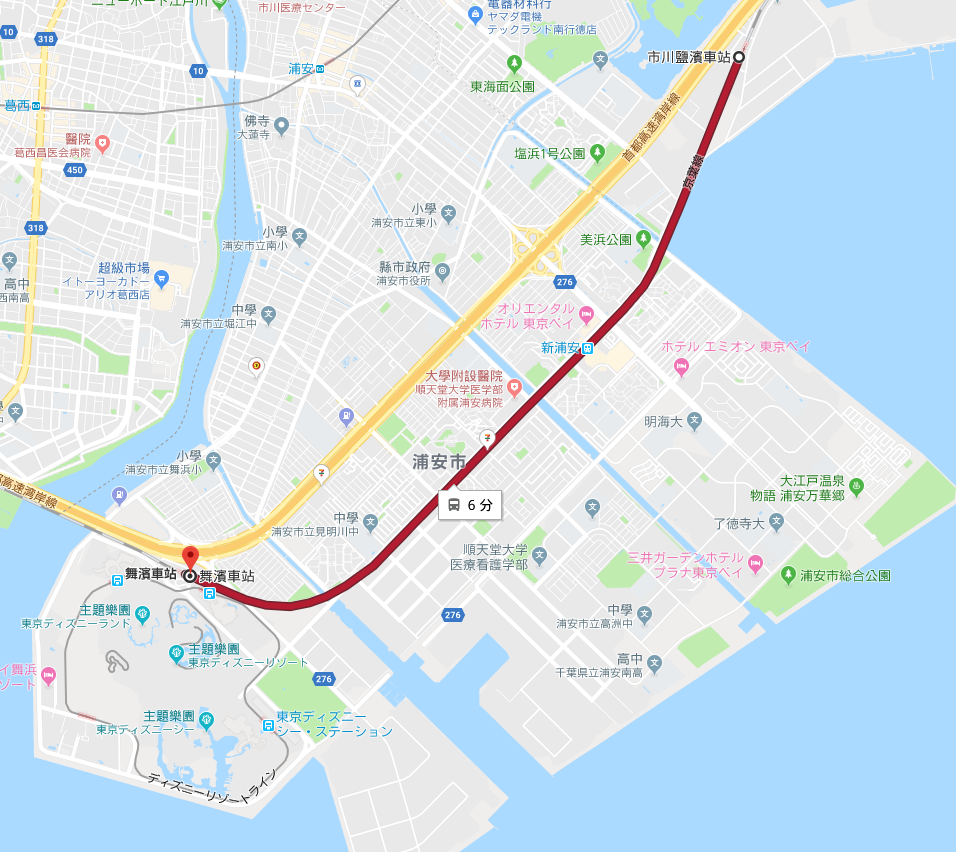 ニューポート江戸川
市川医療センター
電器材料行
ヤマダ電機
テックランド南行徳店
10
318
市川鹽濱車站
10
浦安
東海面公園
葛西
首都高速湾岸線
佛寺
大蓮寺
醫院
葛西昌医会病院
塩浜1号公園
京葉線
450
小學
浦安市立東小
318
小學
浦安市立南小
美浜公園
高中
西南高
超級市場
イトーヨーカドー
アリオ葛西店
縣市政府
浦安市役所
276
中學
浦安市立堀江中
オリエンタル
ホテル 東京ベイ
新浦安
ホテル エミオン 東京ベイ
大學附設醫院
順天堂大学医学部
附属浦安病院
明海大
小學
浦安市立舞浜小
浦安市
高速湾岸線
大江戸温泉
物語 浦安万華郷
6 分
中學
浦安市立見明川中
了徳寺大
順天堂大学
医療看護学部
三井ガーデンホテル
プラナ東京ベイ
浦安市総合公園
舞濱車站
舞濱車站
主題樂園
東京ディズニーランド
276
中學
浦安市立高洲中
主題樂園
東京ディズニーリゾート
高中
千葉県立浦安南高
イ舞浜
ゾート
276
主題樂園
東京ディズニーシー
東京ディズニー
シー・ステーション
ディズニーリゾートライン